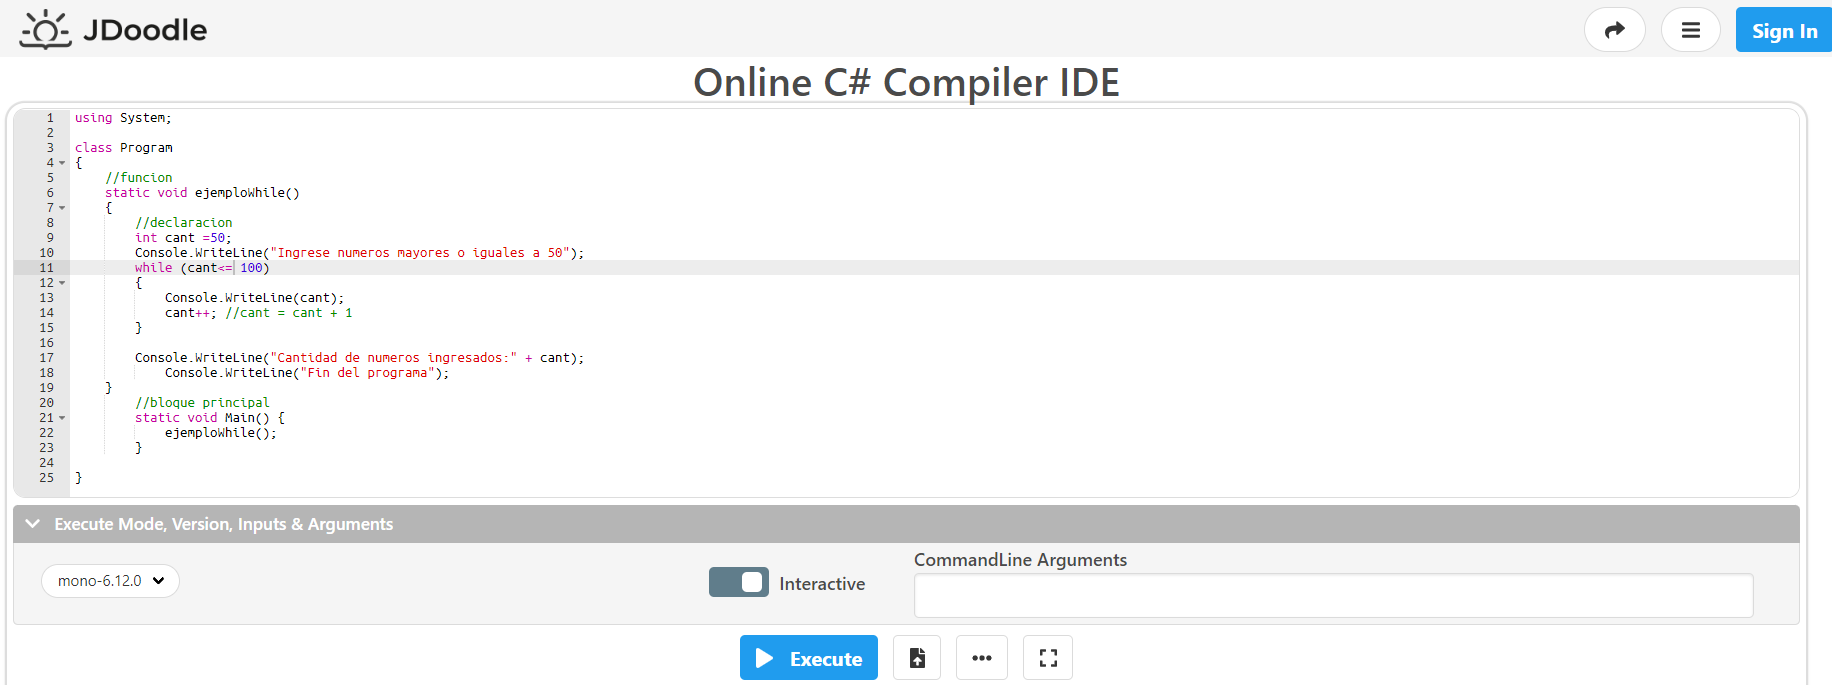 JDoodle
Sign In
Online C# Compiler IDE
1 using System;
2
3 class Program
4 {
5 //funcion
6 static void ejemploWhile()
7 {
8 //declaracion
9 int cant =50;
10 Console.WriteLine("Ingrese numeros mayores o iguales a 50");
11 while (cant<= 100)
12 {
13 Console.WriteLine(cant);
14 cant++; //cant = cant + 1
15 }
16
17 Console.WriteLine("Cantidad de numeros ingresados:" + cant);
18 Console.WriteLine("Fin del programa");
19 }
20 //bloque principal
21 static void Main() {
22 ejemploWhile();
23 }
24
25 }
Execute Mode, Version, Inputs & Arguments
CommandLine Arguments
mono-6.12.0
Interactive
Execute